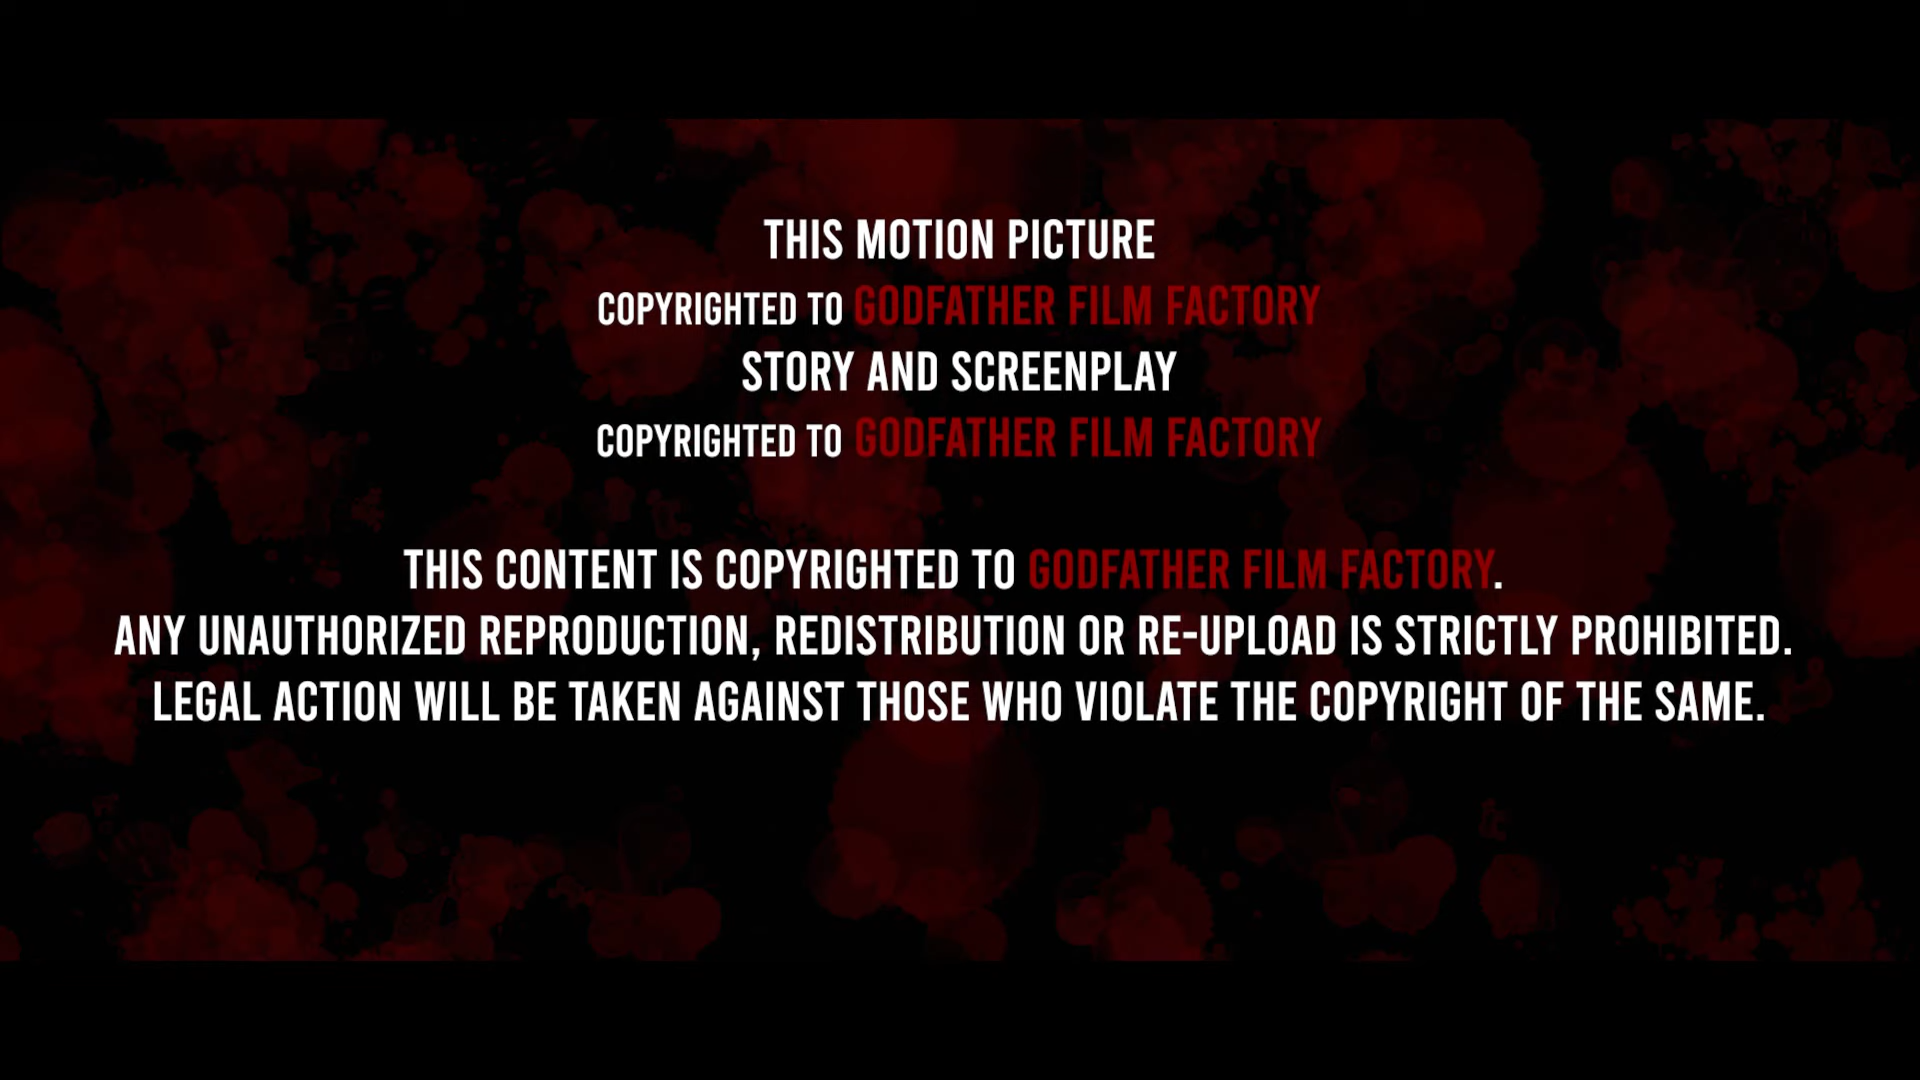 THIS MOTION PICTURE
COPYRIGHTED TO GODFATHER FILM FACTORY
STORY AND SCREENPLAY
COPYRIGHTED TO GODFATHER FILM FACTORY
THIS CONTENT IS COPYRIGHTED TO GODFATHER FILM FACTORY.
ANY UNAUTHORIZED REPRODUCTION, REDISTRIBUTION OR RE-UPLOAD IS STRICTLY PROHIBITED.
LEGAL ACTION WILL BE TAKEN AGAINST THOSE WHO VIOLATE THE COPYRIGHT OF THE SAME.